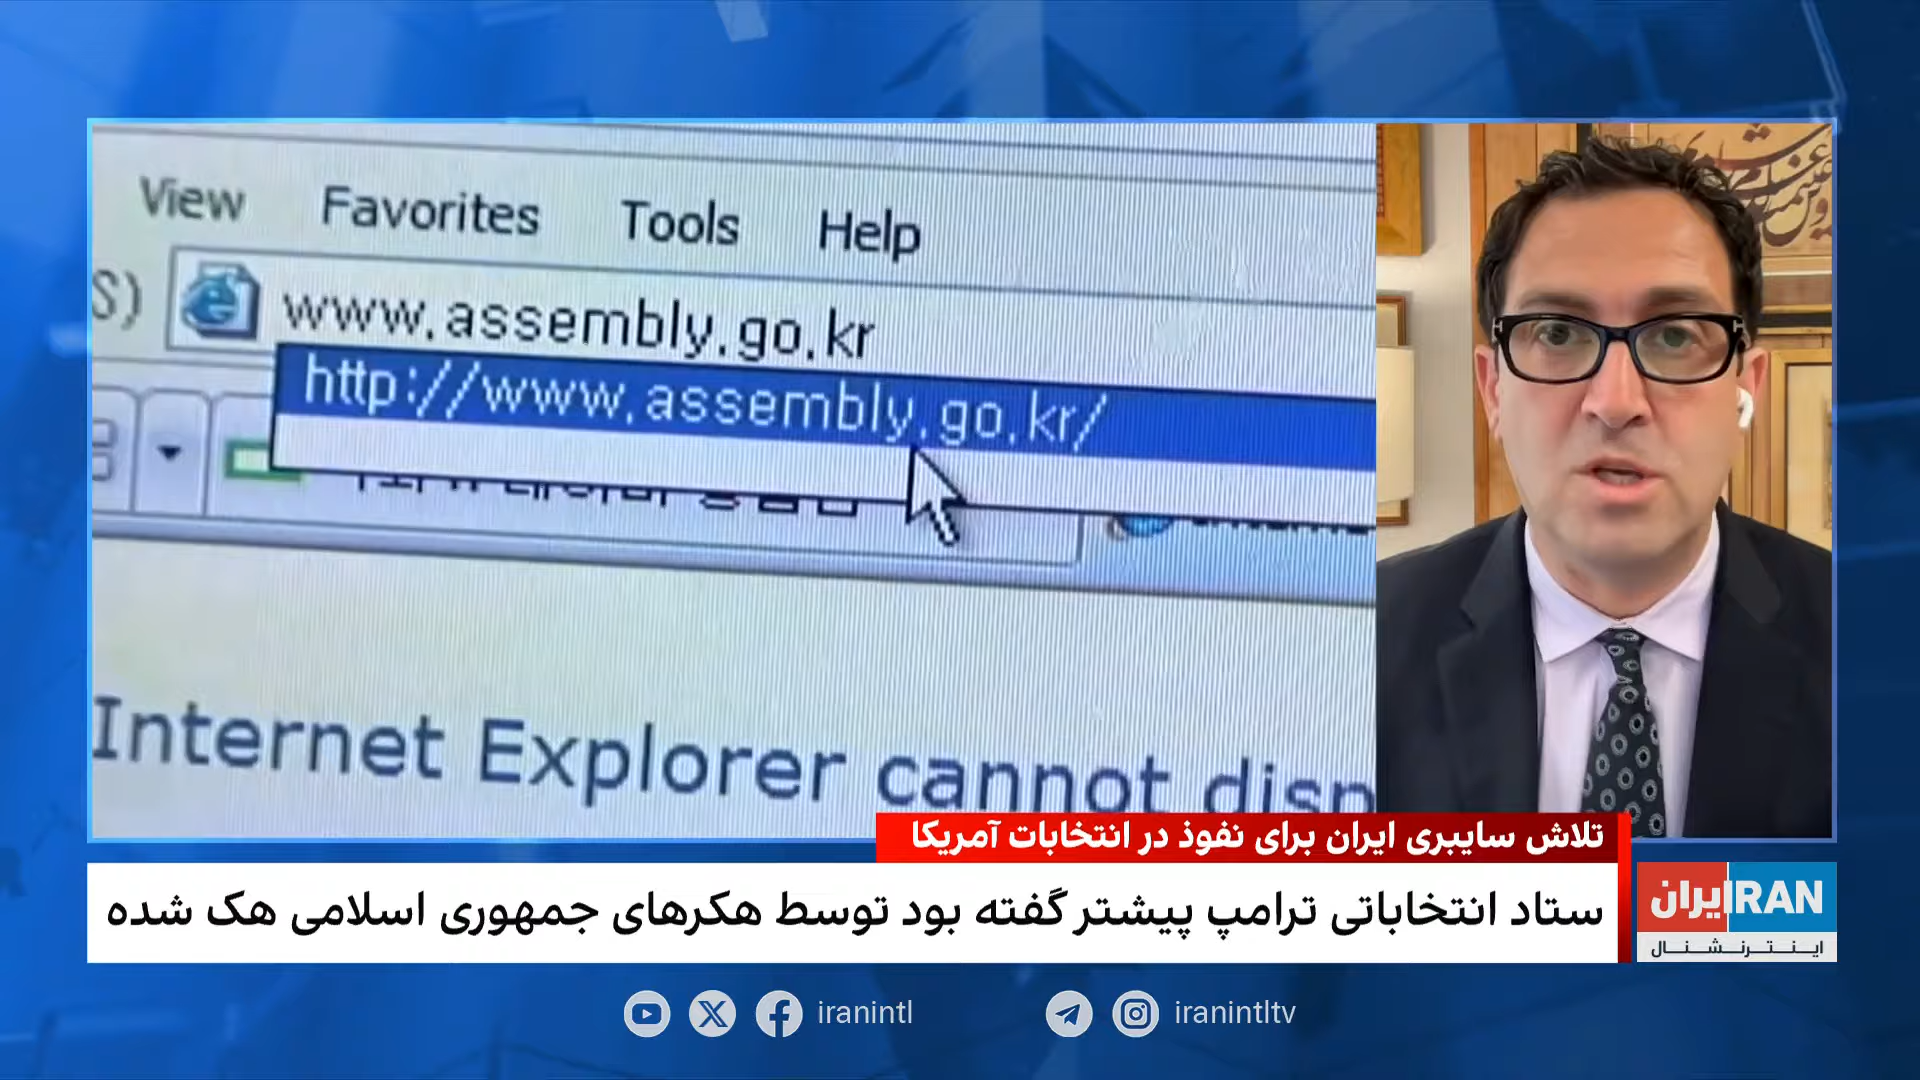 View Favorites Tools Help
S)
www.assembly.go.kr
http://www.assembly.go.kr/
Internet Explorer cannot disp
تلاش سایبری ایران برای نفوذ در انتخابات آمریکا
ستاد انتخاباتی ترامپ پیشتر گفته بود توسط هکرهای جمهوری اسلامی هک شده
ایران IRAN
اینترنشنال
iranintl
iranintltv